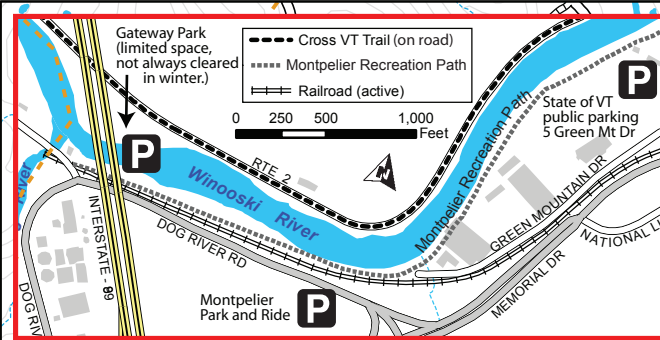 Gateway Park
(limited space,
not always cleared
in winter.)
Cross VT Trail (on road)
Montpelier Recreation Path
Railroad (active)
0 250 500 1,000
Feet
P
State of VT
public parking
5 Green Mt Dr
P
RTE 2
N
Winooski River
Montpelier Recreation Path
River
INTERSTATE - 89
DOG RIVER RD
GREEN MOUNTAIN DR
NATIONAL L
MEMORIAL DR
DOG RIV
Montpelier
Park and Ride
P